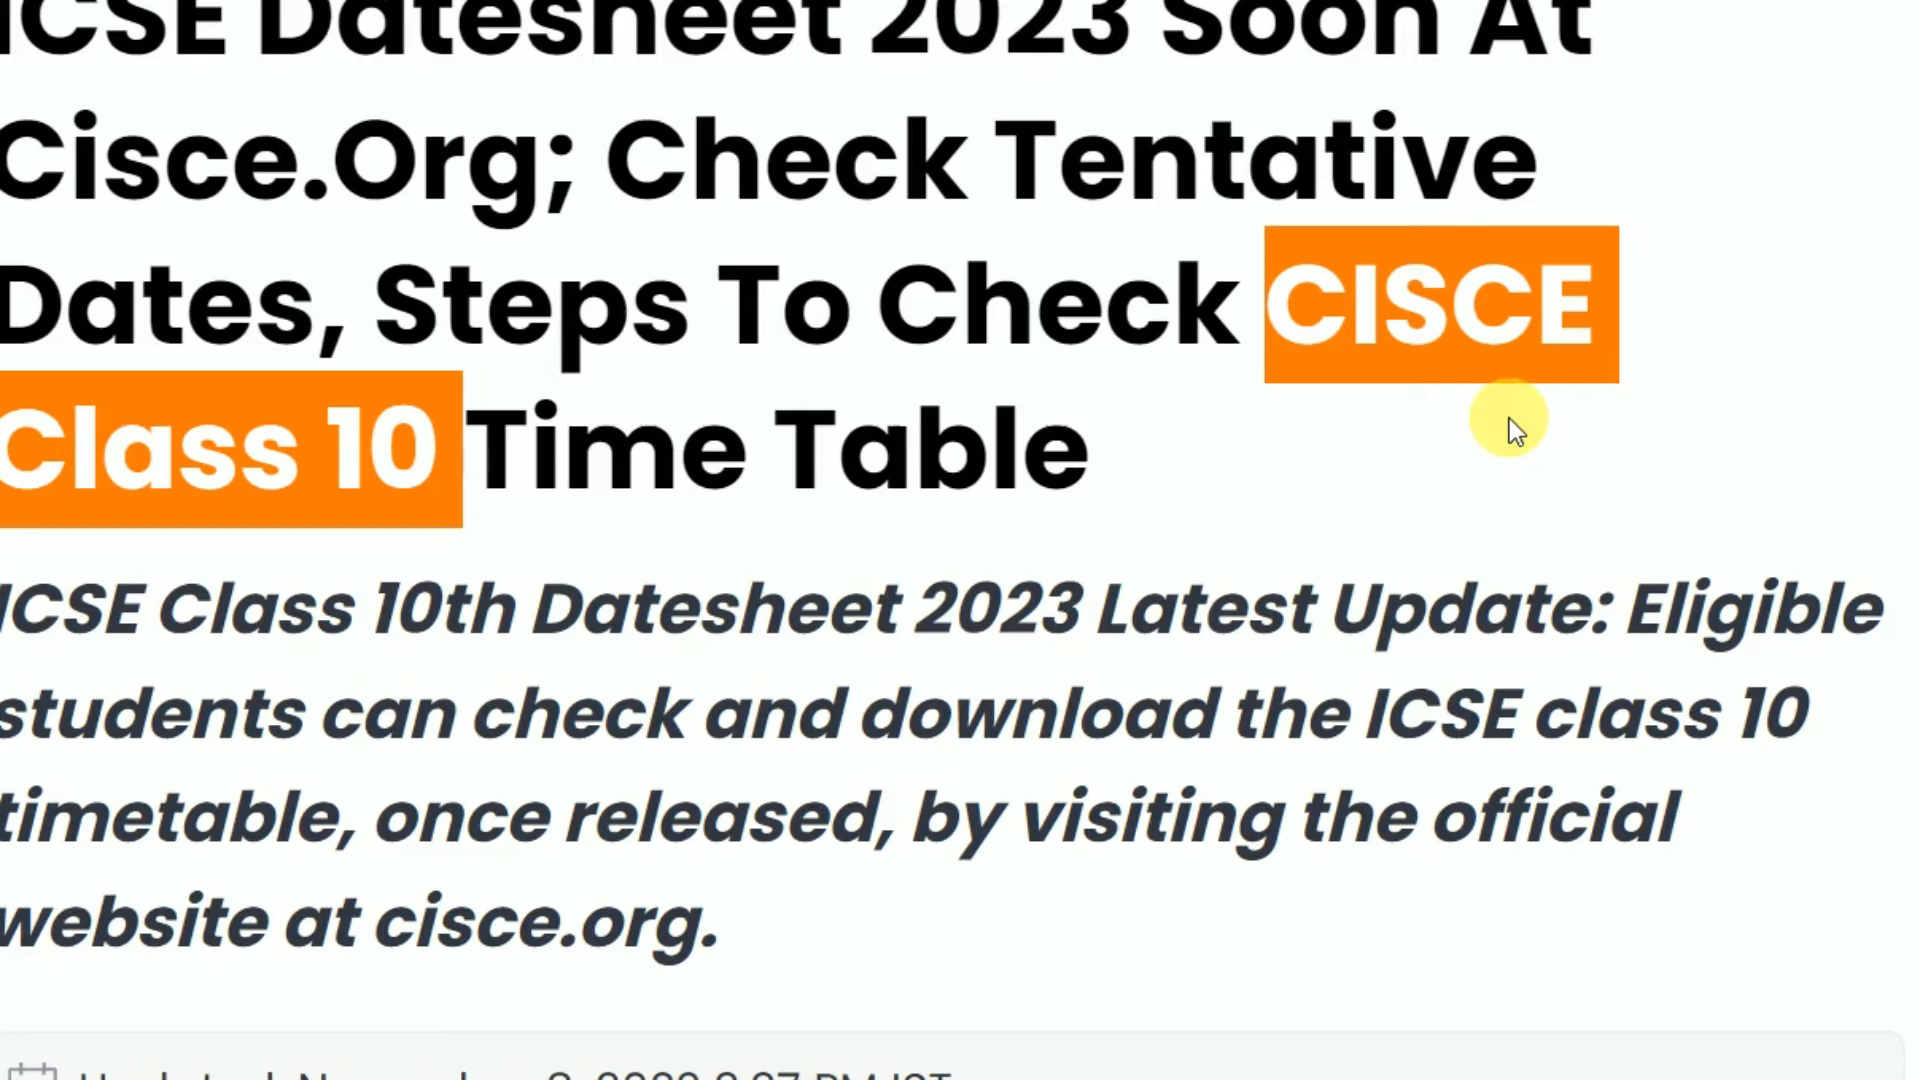 ICSE Datesheet 2023 Soon At
Cisce.Org; Check Tentative
Dates, Steps To Check CISCE
Class 10 Time Table
ICSE Class 10th Datesheet 2023 Latest Update: Eligible
students can check and download the ICSE class 10
timetable, once released, by visiting the official
website at cisce.org.